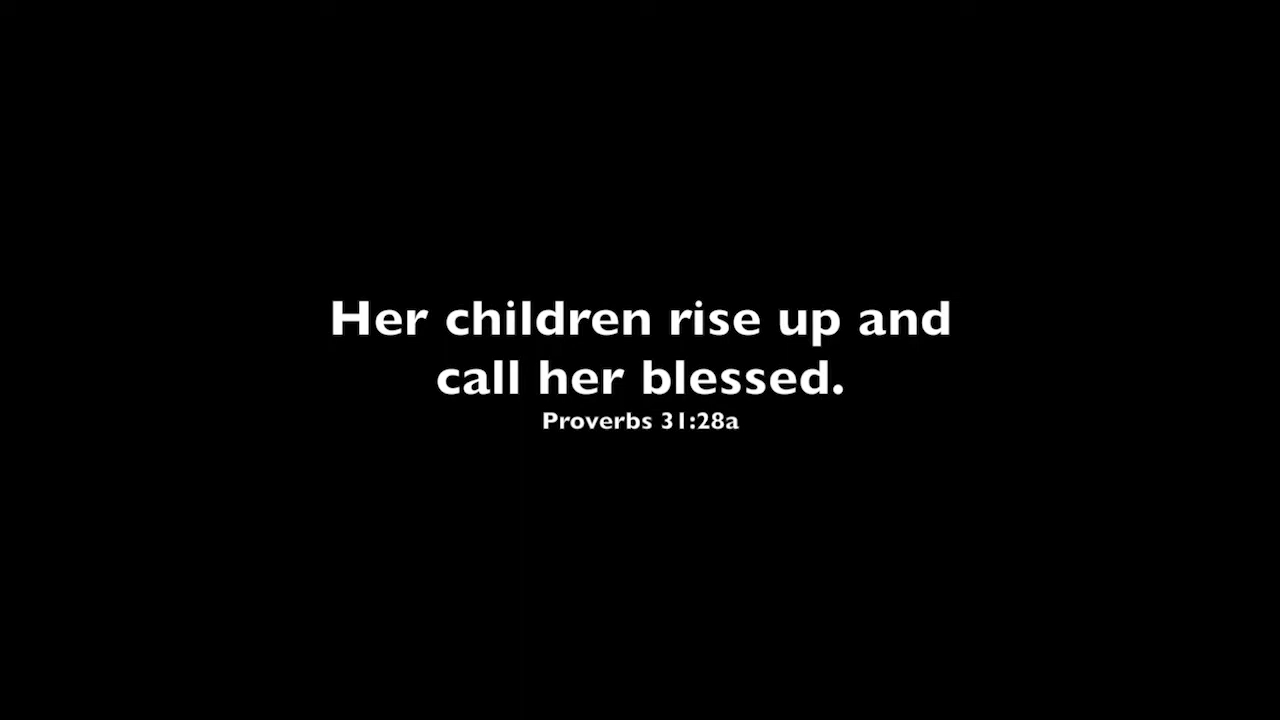 Her children rise up and
call her blessed.
Proverbs 31:28a